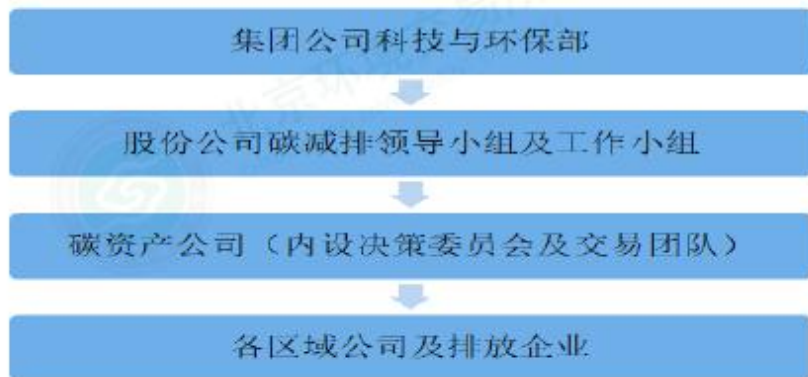 集团公司科技与环保部
股份公司碳减排领导小组及工作小组
碳资产公司（内设决策委员会及交易团队）
各区域公司及排放企业